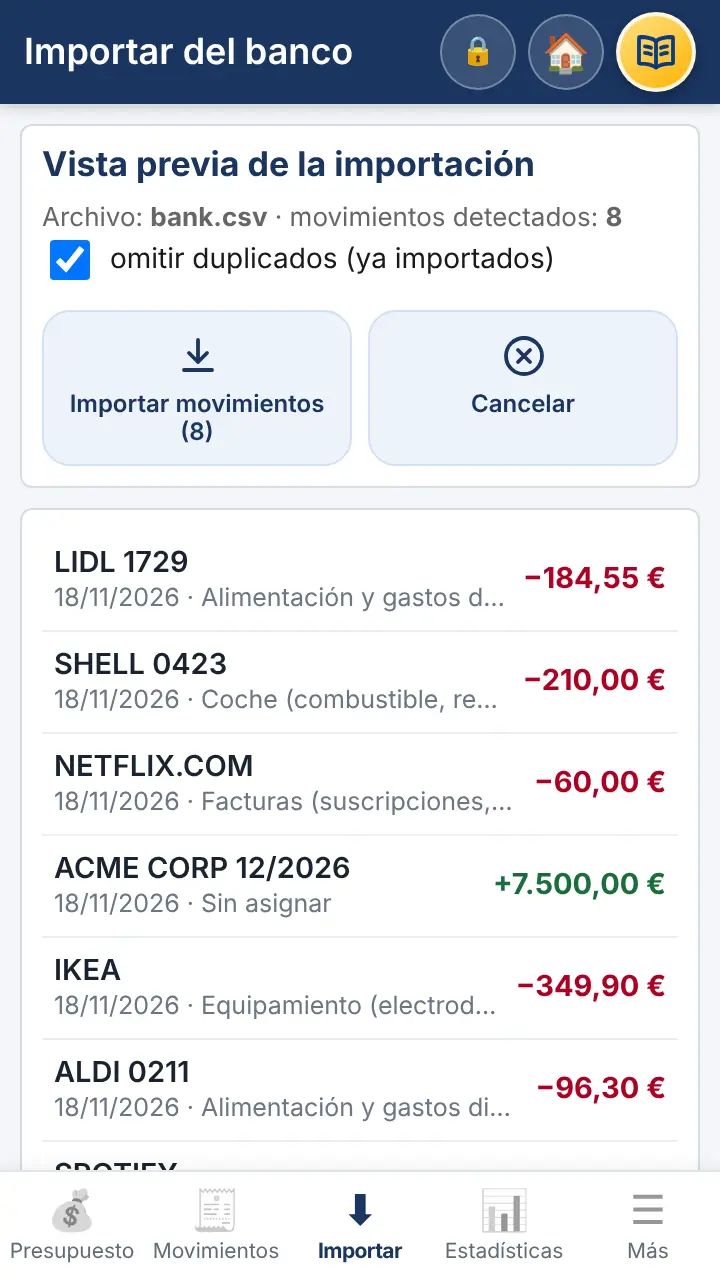 Importar del banco
Vista previa de la importación
Archivo: bank.csv · movimientos detectados: 8
omitir duplicados (ya importados)
Importar movimientos
(8)
Cancelar
LIDL 1729
18/11/2026 · Alimentación y gastos d...
−184,55 €
SHELL 0423
18/11/2026 · Coche (combustible, re...
−210,00 €
NETFLIX.COM
18/11/2026 · Facturas (suscripciones,...
−60,00 €
ACME CORP 12/2026
18/11/2026 · Sin asignar
+7.500,00 €
IKEA
18/11/2026 · Equipamiento (electrod...
−349,90 €
ALDI 0211
18/11/2026 · Alimentación y gastos di...
−96,30 €
SPOTIFY
Presupuesto
Movimientos
Importar
Estadísticas
Más